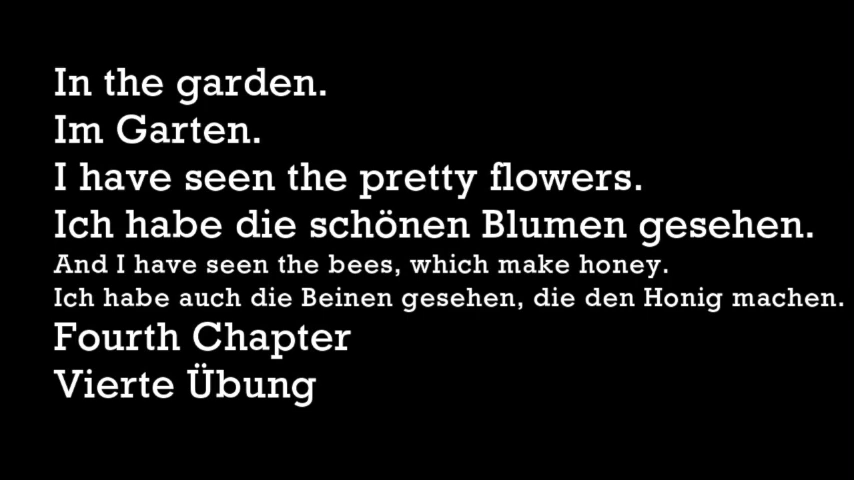 In the garden.
Im Garten.
I have seen the pretty flowers.
Ich habe die schönen Blumen gesehen.
And I have seen the bees, which make honey.
Ich habe auch die Beinen gesehen, die den Honig machen.
Fourth Chapter
Vierte Übung